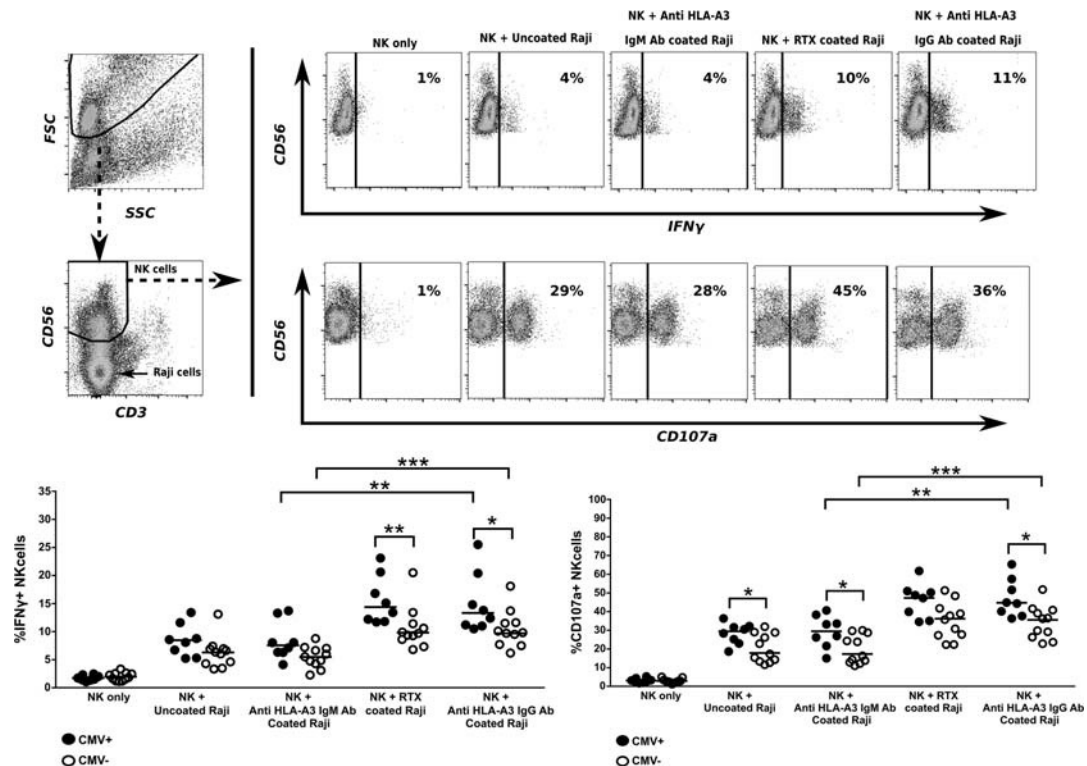 NK only
NK + Uncoated Raji
NK + Anti HLA-A3
IgM Ab coated Raji
NK + RTX coated Raji
NK + Anti HLA-A3
IgG Ab coated Raji
FSC
SSC
CD56
1%
4%
4%
10%
11%
IFNγ
NK cells
CD56
Raji cells
CD3
CD56
1%
29%
28%
45%
36%
CD107a
%IFNγ+ NKcells
35
30
25
20
15
10
5
0
***
**
**
*
NK only
NK +
Uncoated Raji
NK +
Anti HLA-A3 IgM Ab
Coated Raji
NK + RTX
coated Raji
NK +
Anti HLA-A3 IgG Ab
Coated Raji
CMV+
CMV-
%CD107a+ NKcells
100
90
80
70
60
50
40
30
20
10
0
***
**
*
*
*
NK only
NK +
Uncoated Raji
NK +
Anti HLA-A3 IgM Ab
Coated Raji
NK + RTX
coated Raji
NK +
Anti HLA-A3 IgG Ab
Coated Raji
CMV+
CMV-